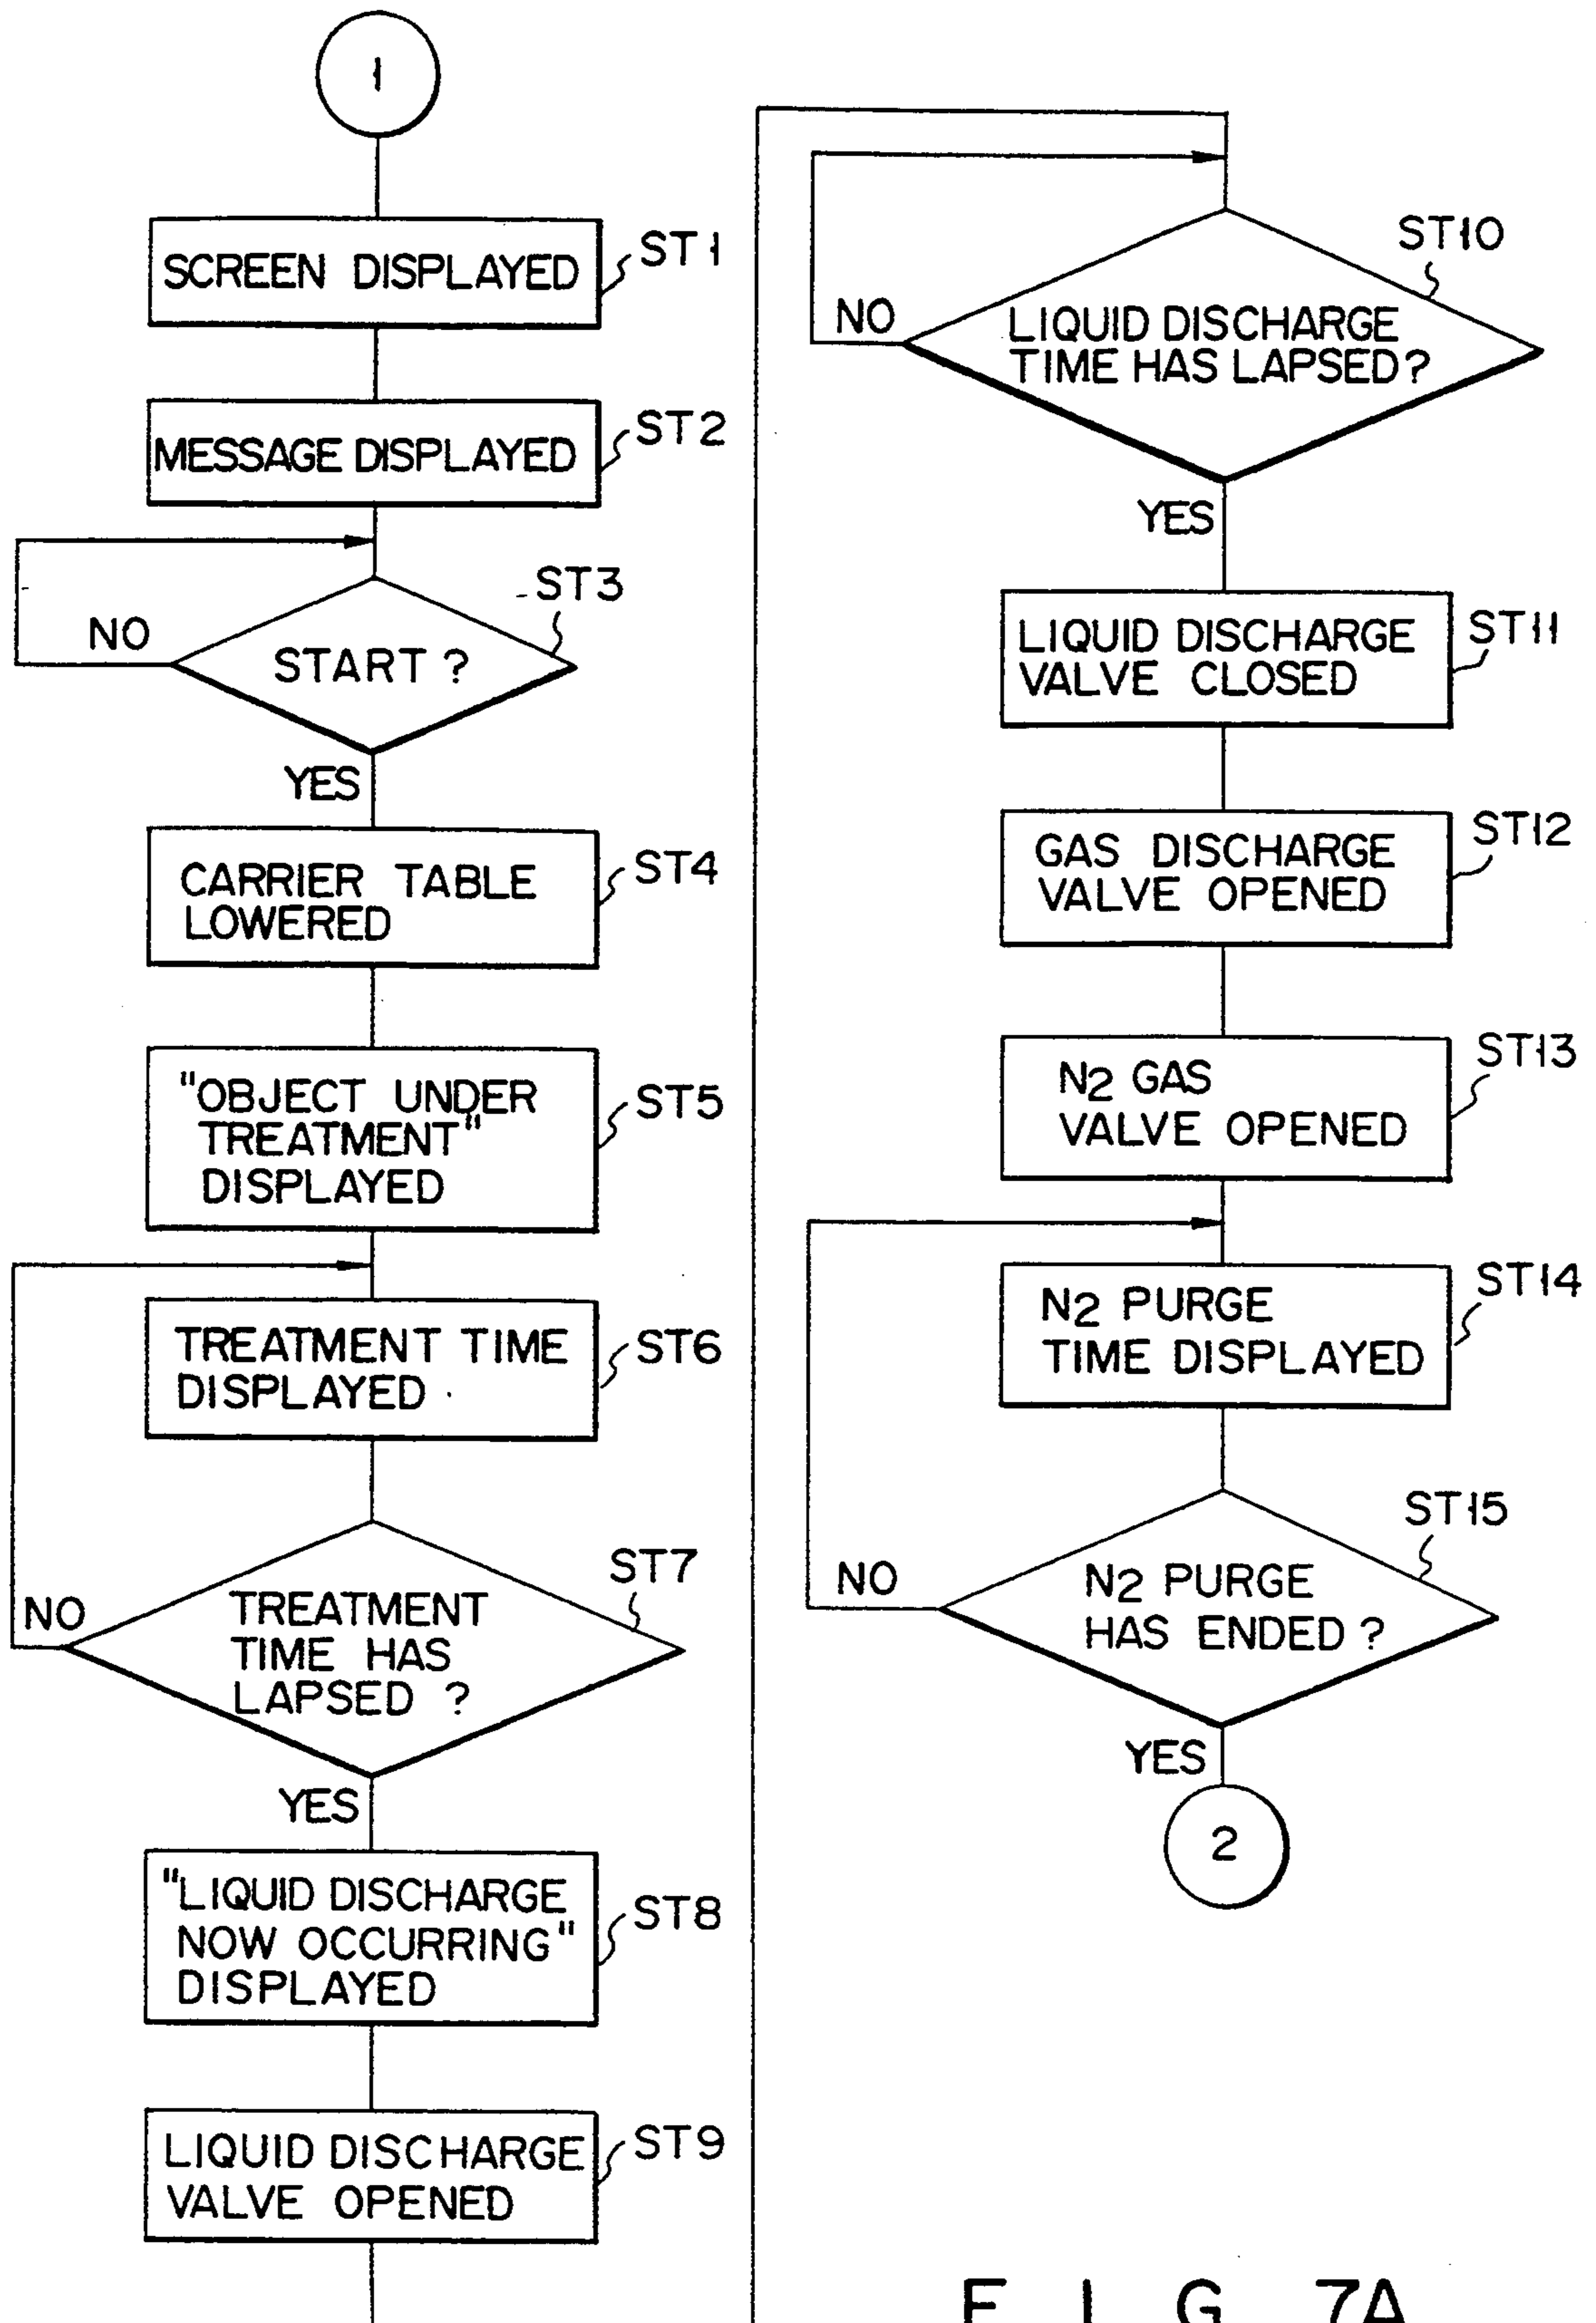 1
SCREEN DISPLAYED
ST1
MESSAGE DISPLAYED
ST2
ST3
NO
START ?
YES
CARRIER TABLE
LOWERED
ST4
"OBJECT UNDER
TREATMENT"
DISPLAYED
ST5
TREATMENT TIME
DISPLAYED
ST6
ST7
NO
TREATMENT
TIME HAS
LAPSED ?
YES
"LIQUID DISCHARGE
NOW OCCURRING"
DISPLAYED
ST8
LIQUID DISCHARGE
VALVE OPENED
ST9
ST10
NO
LIQUID DISCHARGE
TIME HAS LAPSED?
YES
LIQUID DISCHARGE
VALVE CLOSED
ST11
GAS DISCHARGE
VALVE OPENED
ST12
N2 GAS
VALVE OPENED
ST13
N2 PURGE
TIME DISPLAYED
ST14
ST15
NO
N2 PURGE
HAS ENDED ?
YES
2
FIG. 7A